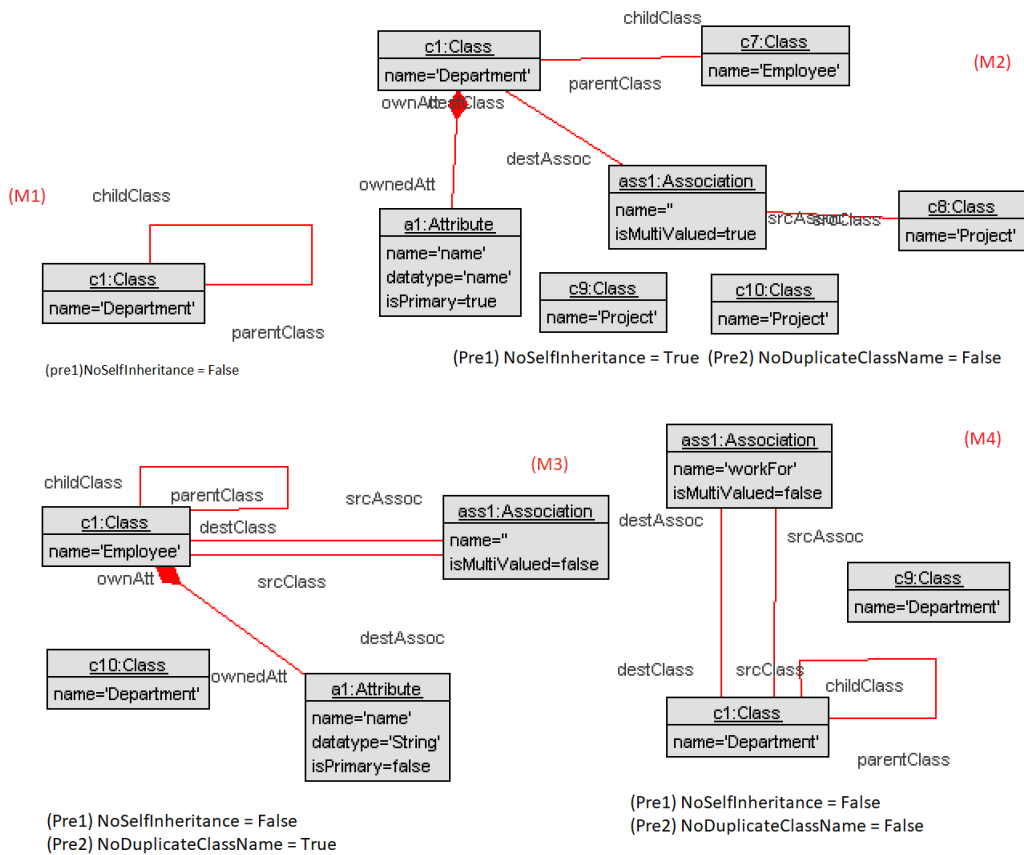 childClass
c1:Class
name='Department'
c7:Class
name='Employee'
(M2)
parentClass
ownAtt
destClass
destAssoc
ownedAtt
ass1:Association
name=''
isMultiValued=true
srcAssoc
srcClass
c8:Class
name='Project'
a1:Attribute
name='name'
datatype='name'
isPrimary=true
c9:Class
name='Project'
c10:Class
name='Project'
(Pre1) NoSelfInheritance = True (Pre2) NoDuplicateClassName = False
(M1)
childClass
c1:Class
name='Department'
parentClass
(pre1)NoSelfInheritance = False
(M3)
childClass
parentClass
c1:Class
name='Employee'
destClass
srcAssoc
ass1:Association
name=''
isMultiValued=false
ownAtt
srcClass
destAssoc
c10:Class
name='Department'
ownedAtt
a1:Attribute
name='name'
datatype='String'
isPrimary=false
(Pre1) NoSelfInheritance = False
(Pre2) NoDuplicateClassName = True
(M4)
ass1:Association
name='workFor'
isMultiValued=false
destAssoc
srcAssoc
c9:Class
name='Department'
destClass
srcClass
childClass
c1:Class
name='Department'
parentClass
(Pre1) NoSelfInheritance = False
(Pre2) NoDuplicateClassName = False